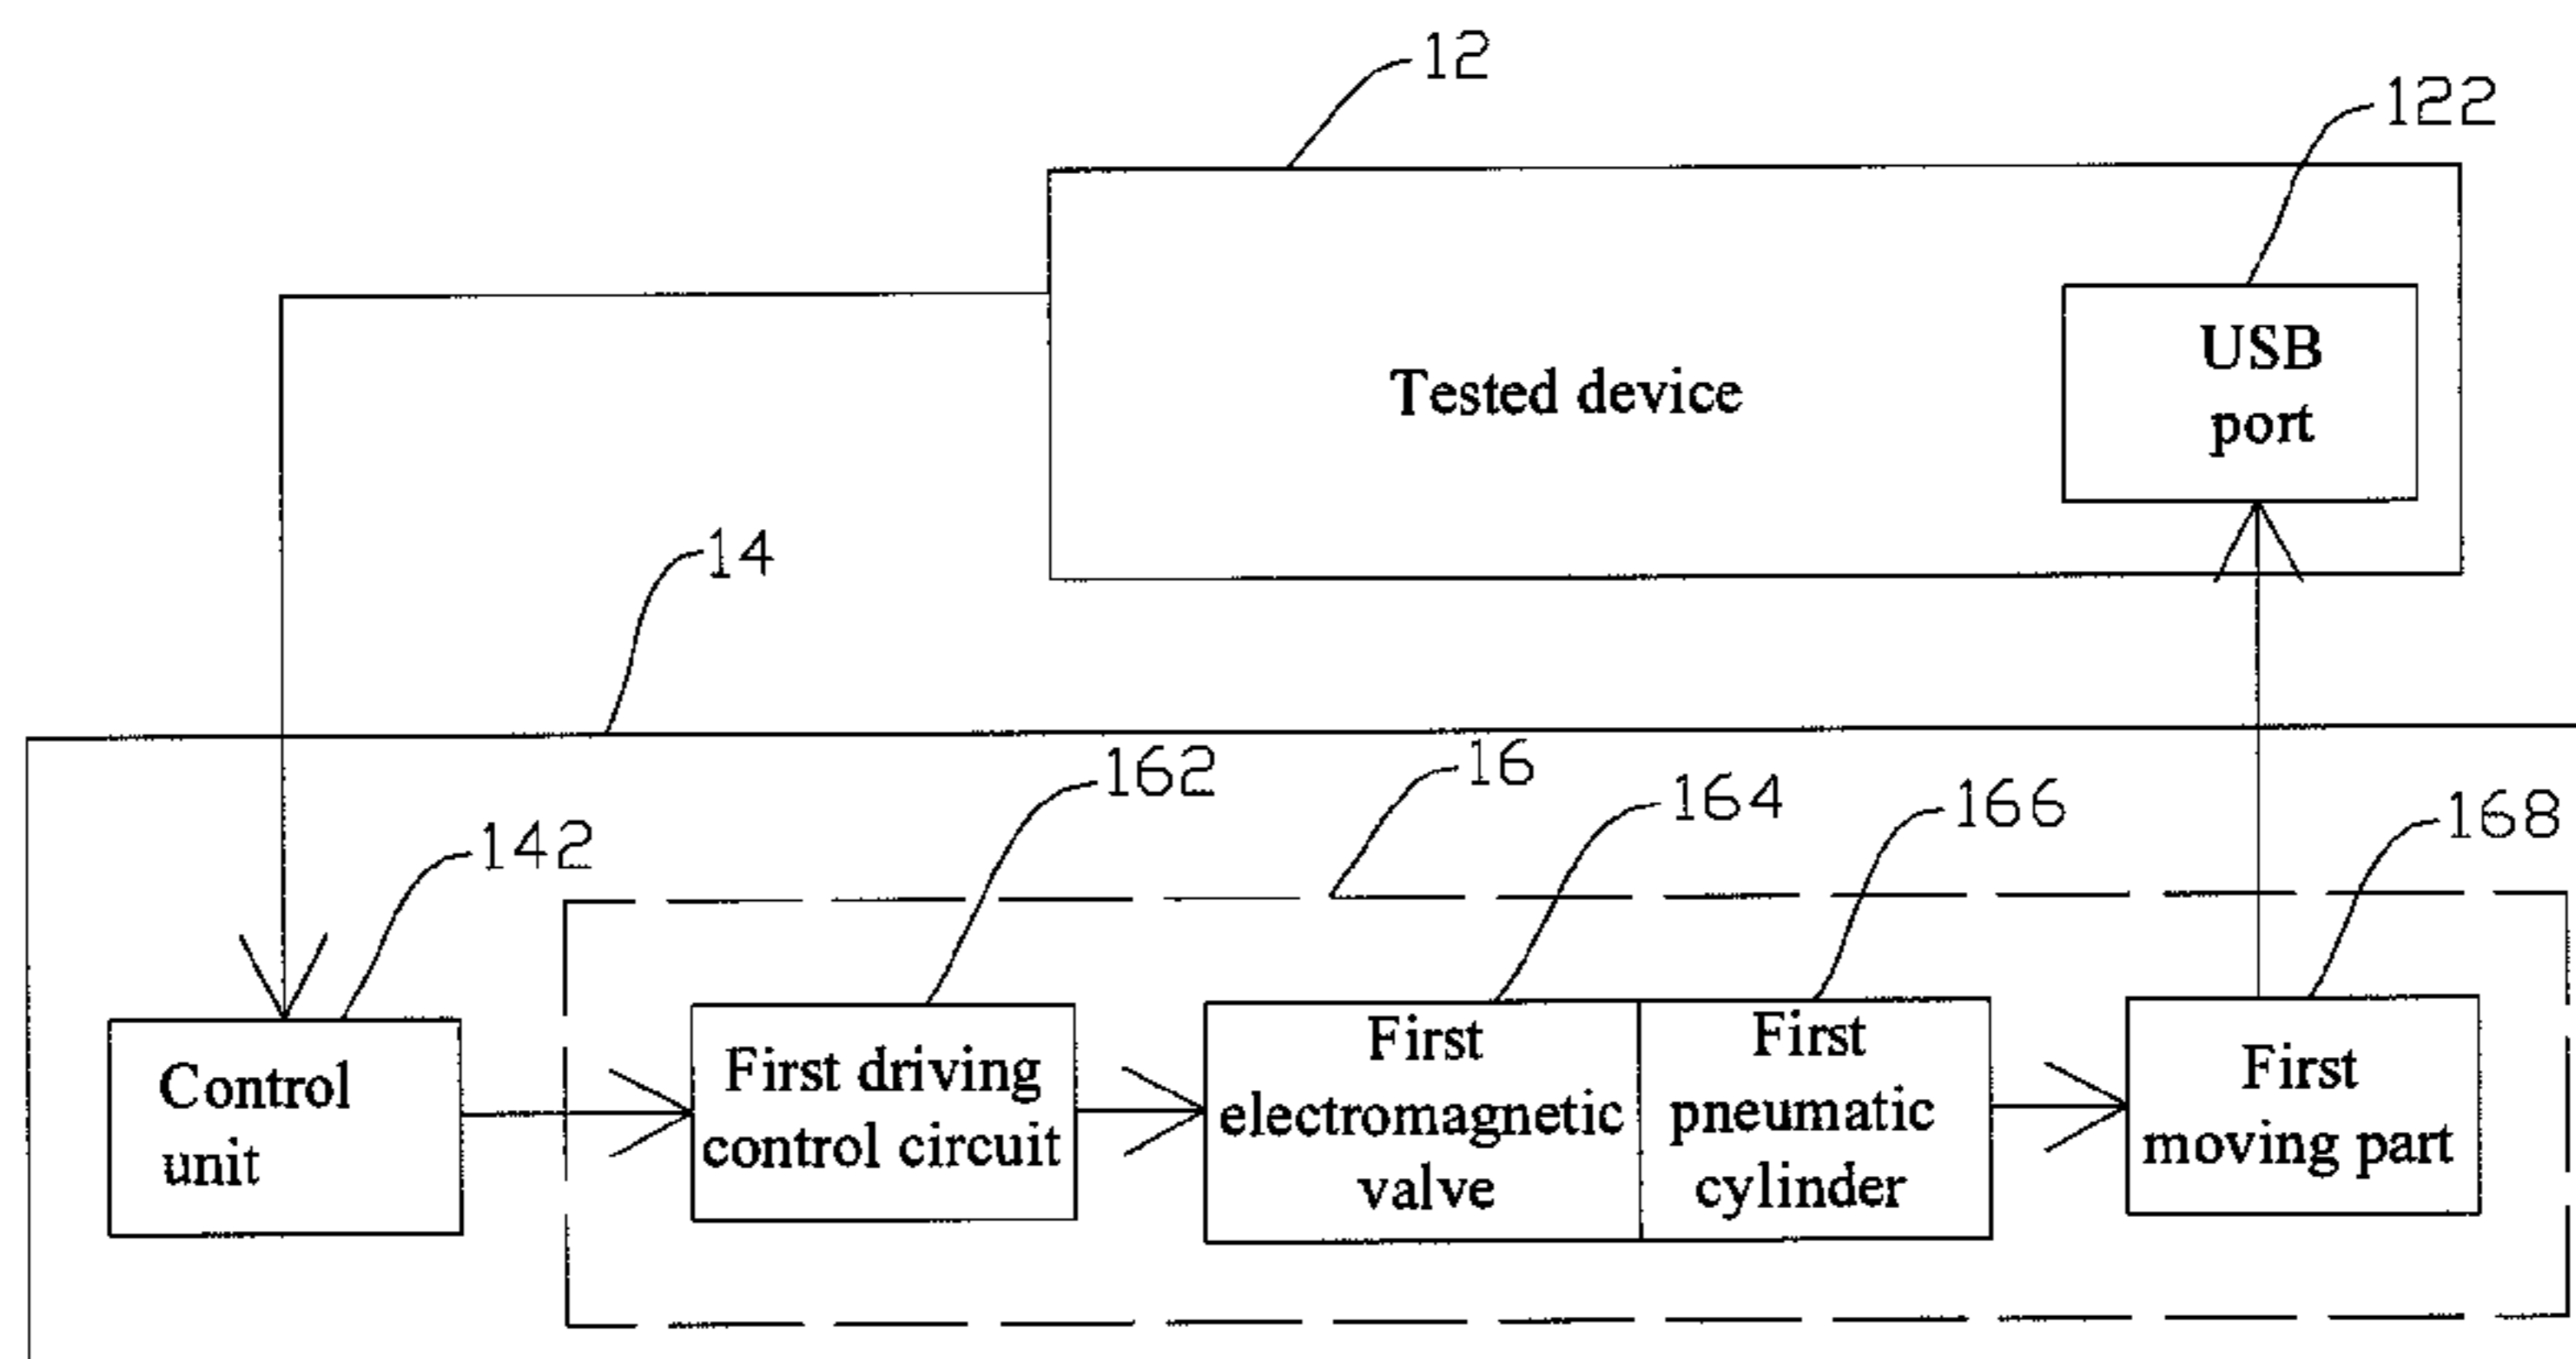 12
122
USB
port
Tested device
14
16
162
164
166
168
142
First driving
control circuit
First
electromagnetic
valve
First
pneumatic
cylinder
First
moving part
Control
unit